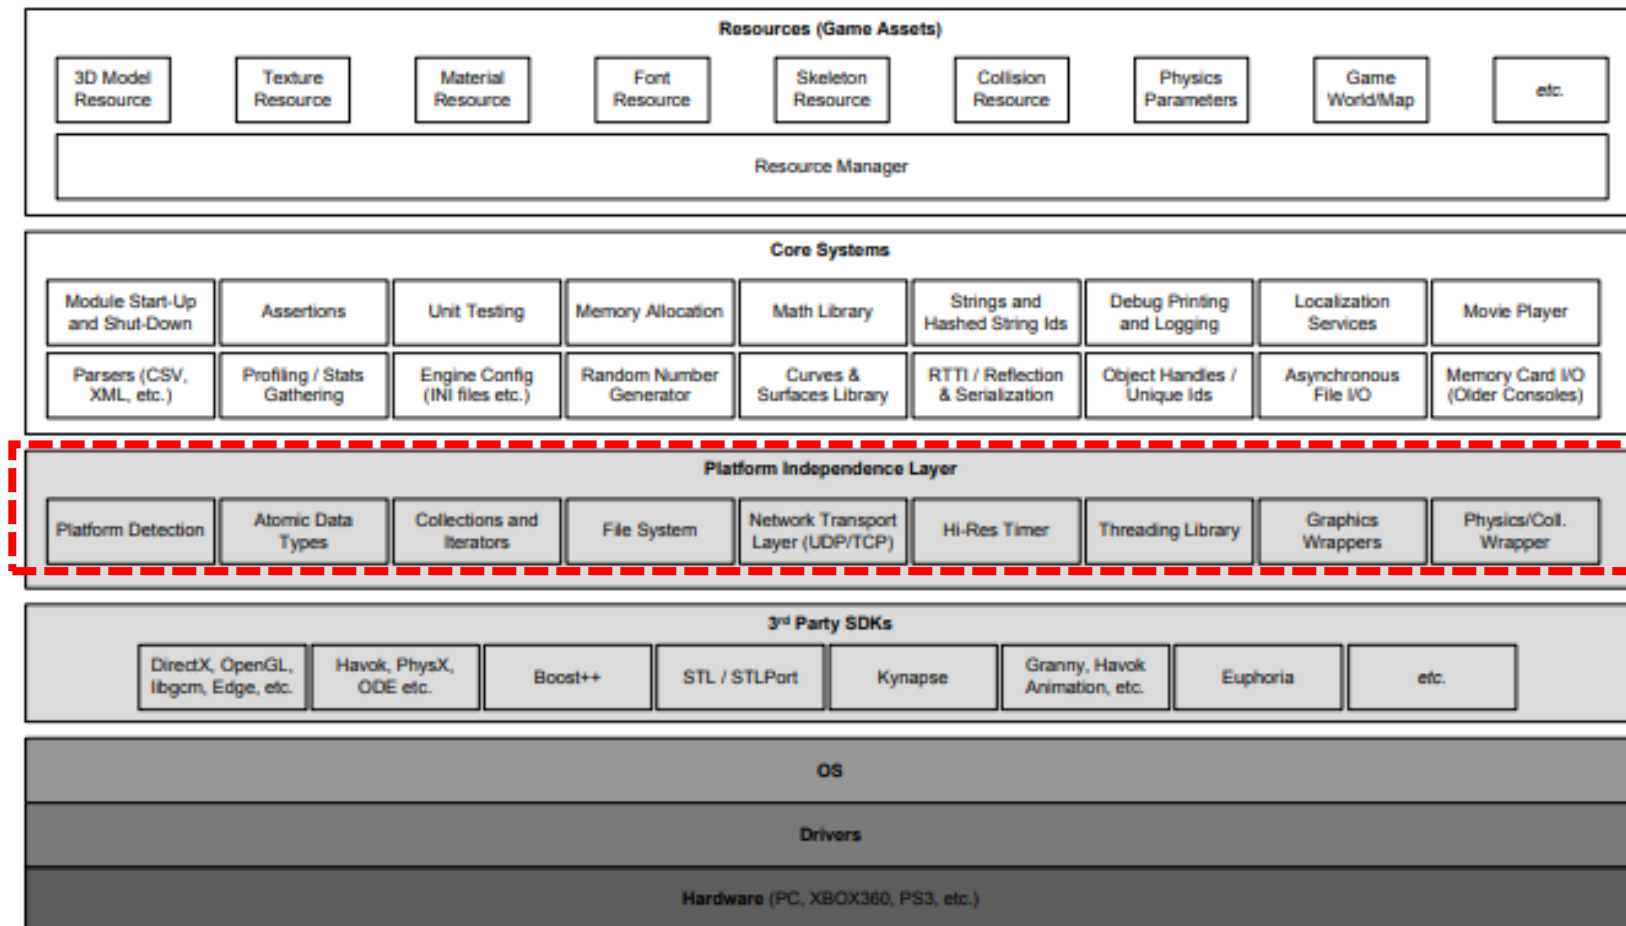 Resources (Game Assets)
3D Model
Resource
Texture
Resource
Material
Resource
Font
Resource
Skeleton
Resource
Collision
Resource
Physics
Parameters
Game
World/Map
etc.
Resource Manager
Core Systems
Module Start-Up
and Shut-Down
Assertions
Unit Testing
Memory Allocation
Math Library
Strings and
Hashed String Ids
Debug Printing
and Logging
Localization
Services
Movie Player
Parsers (CSV,
XML, etc.)
Profiling / Stats
Gathering
Engine Config
(INI files etc.)
Random Number
Generator
Curves &
Surfaces Library
RTTI / Reflection
& Serialization
Object Handles /
Unique Ids
Asynchronous
File I/O
Memory Card I/O
(Older Consoles)
Platform Independence Layer
Platform Detection
Atomic Data
Types
Collections and
Iterators
File System
Network Transport
Layer (UDP/TCP)
Hi-Res Timer
Threading Library
Graphics
Wrappers
Physics/Coll.
Wrapper
3rd Party SDKs
DirectX, OpenGL,
libgcm, Edge, etc.
Havok, PhysX,
ODE etc.
Boost++
STL / STLPort
Kynapse
Granny, Havok
Animation, etc.
Euphoria
etc.
OS
Drivers
Hardware (PC, XBOX360, PS3, etc.)